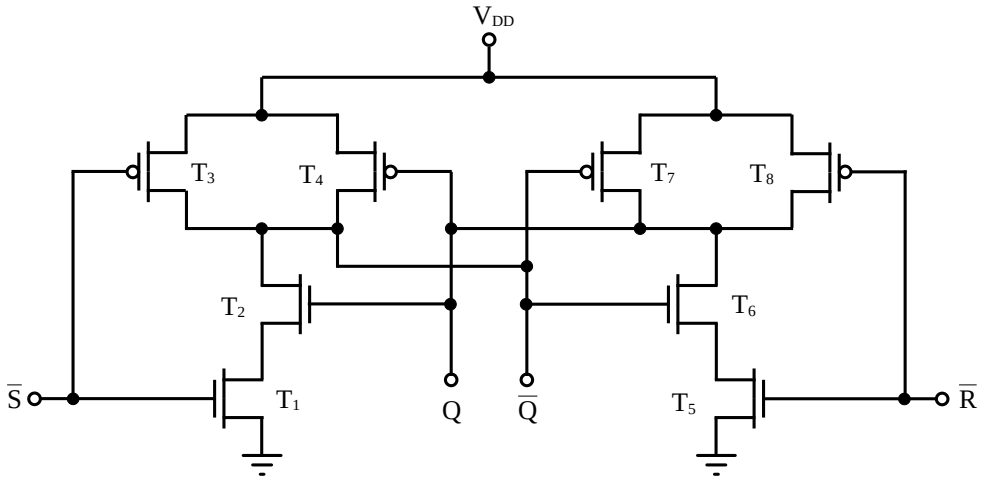 V_DD
T₃ T₄ T₇ T₈
T₂ T₆
S̅ T₁ Q Q̅ T₅ R̅